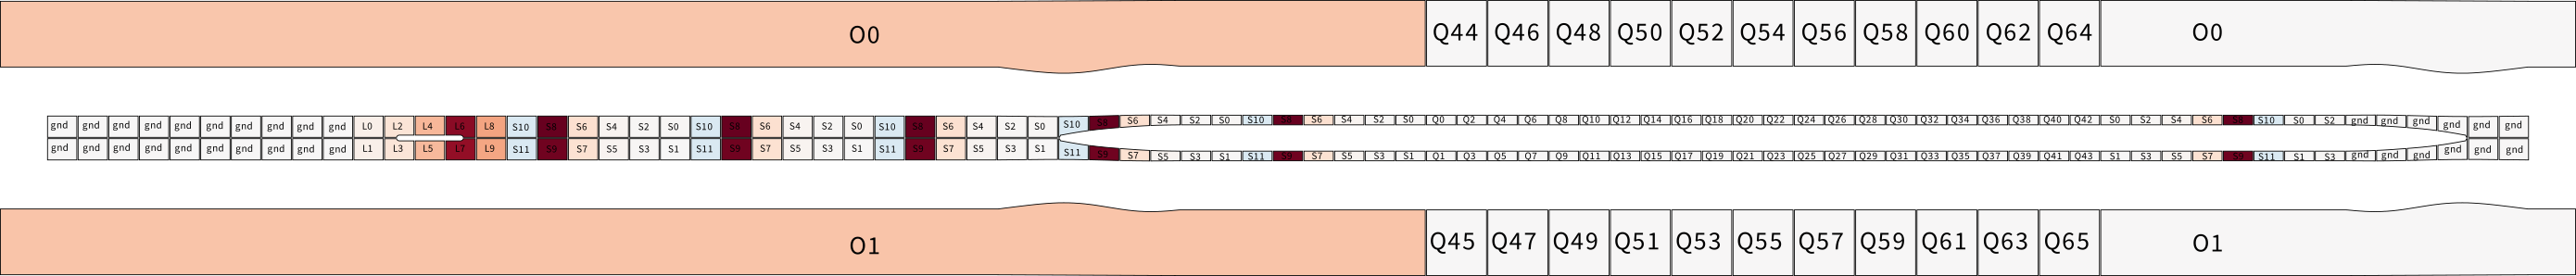 O0 Q44 Q46 Q48 Q50 Q52 Q54 Q56 Q58 Q60 Q62 Q64 O0
gnd gnd gnd gnd gnd gnd gnd gnd gnd gnd L0 L2 L4 L6 L8 S10 S8 S6 S4 S2 S0 S10 S8 S6 S4 S2 S0 S10 S8 S6 S4 S2 S0 S10 S8 S6 S4 S2 S0 S10 S8 S6 S4 S2 S0 Q0 Q2 Q4 Q6 Q8 Q10 Q12 Q14 Q16 Q18 Q20 Q22 Q24 Q26 Q28 Q30 Q32 Q34 Q36 Q38 Q40 Q42 S0 S2 S4 S6 S8 S10 S0 S2 gnd gnd gnd gnd gnd gnd
gnd gnd gnd gnd gnd gnd gnd gnd gnd gnd L1 L3 L5 L7 L9 S11 S9 S7 S5 S3 S1 S11 S9 S7 S5 S3 S1 S11 S9 S7 S5 S3 S1 S11 S9 S7 S5 S3 S1 S11 S9 S7 S5 S3 S1 Q1 Q3 Q5 Q7 Q9 Q11 Q13 Q15 Q17 Q19 Q21 Q23 Q25 Q27 Q29 Q31 Q33 Q35 Q37 Q39 Q41 Q43 S1 S3 S5 S7 S9 S11 S1 S3 gnd gnd gnd gnd gnd gnd
O1 Q45 Q47 Q49 Q51 Q53 Q55 Q57 Q59 Q61 Q63 Q65 O1